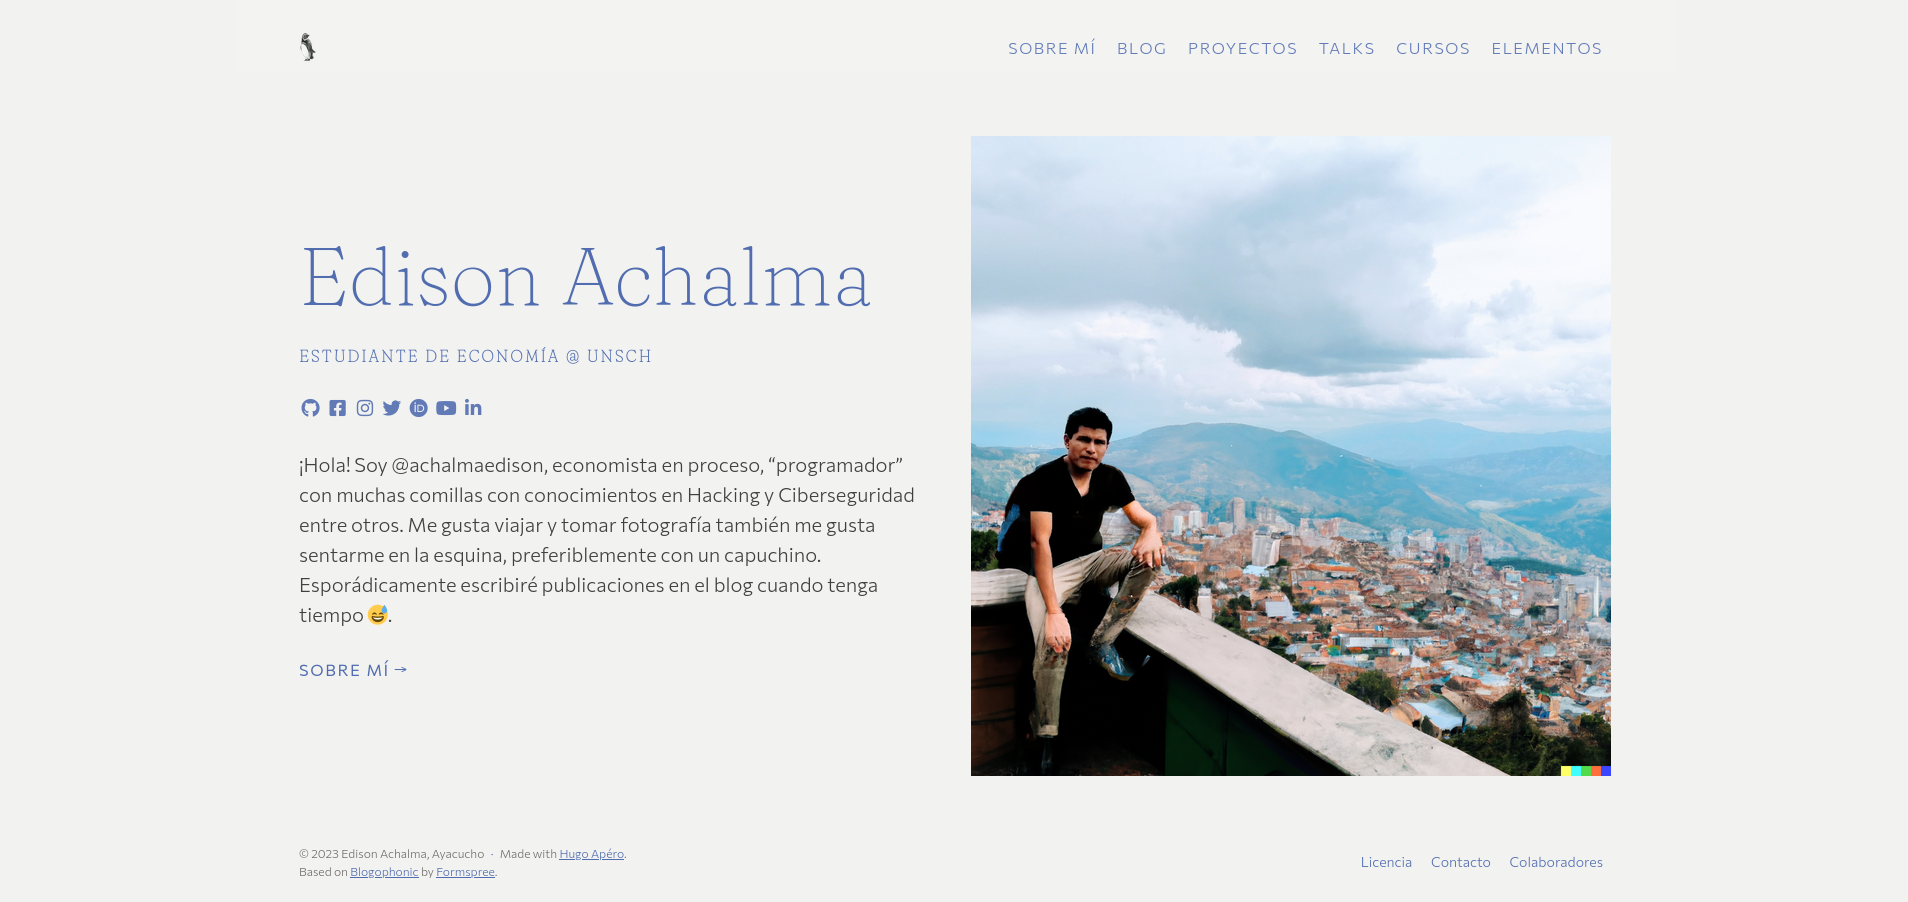 SOBRE MÍ BLOG PROYECTOS TALKS CURSOS ELEMENTOS
Edison Achalma
ESTUDIANTE DE ECONOMÍA @ UNSCH
¡Hola! Soy @achalmaedison, economista en proceso, “programador”
con muchas comillas con conocimientos en Hacking y Ciberseguridad
entre otros. Me gusta viajar y tomar fotografía también me gusta
sentarme en la esquina, preferiblemente con un capuchino.
Esporádicamente escribiré publicaciones en el blog cuando tenga
tiempo 😅.
SOBRE MÍ →
© 2023 Edison Achalma, Ayacucho · Made with Hugo Apéro.
Based on Blogophonic by Formspree.
Licencia Contacto Colaboradores